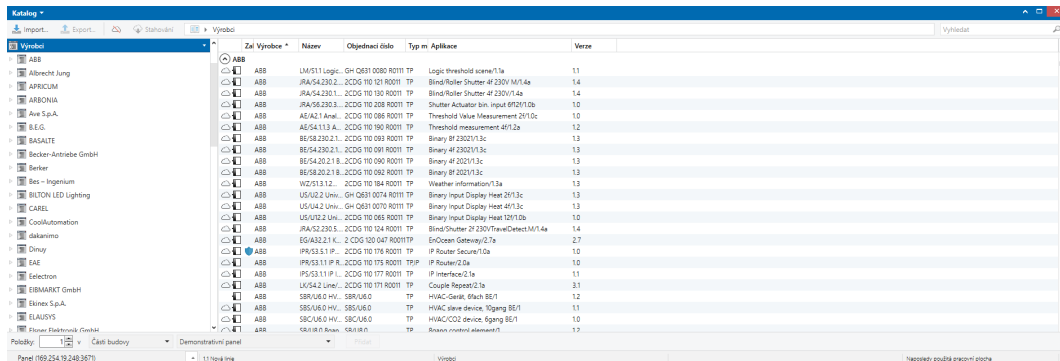 Katalog
Import... Export... Stahování Výrobci Vyhledat
Výrobci
ABB
Albrecht Jung
APRICUM
ARBONIA
Ave S.p.A.
B.E.G.
BASALTE
Becker-Antriebe GmbH
Berker
Bes – Ingenium
BILTON LED Lighting
CAREL
CoolAutomation
dakanimo
Dinuy
EAE
Eelectron
EIBMARKT GmbH
Ekinex S.p.A.
ELAUSYS
Elsner Elektronik GmbH
Zal Výrobce Název Objednací číslo Typ m Aplikace Verze
ABB
ABB LM/S1.1 Logic... GH Q631 0080 R0111 TP Logic threshold scene/1.1a 1.1
ABB JRA/S4.230.2.... 2CDG 110 121 R0011 TP Blind/Roller Shutter 4f 230V M/1.4a 1.4
ABB JRA/S4.230.1.... 2CDG 110 130 R0011 TP Blind/Roller Shutter 4f 230V/1.4a 1.4
ABB JRA/S6.230.3.... 2CDG 110 208 R0011 TP Shutter Actuator bin. input 6f12f/1.0b 1.0
ABB AE/A2.1 Anal... 2CDG 110 086 R0011 TP Threshold Value Measurement 2f/1.0c 1.0
ABB AE/S4.1.1.3 A... 2CDG 110 190 R0011 TP Threshold measurement 4f/1.2a 1.2
ABB BE/S8.230.2.1... 2CDG 110 093 R0011 TP Binary 8f 23021/1.3c 1.3
ABB BE/S4.230.2.1... 2CDG 110 091 R0011 TP Binary 4f 23021/1.3c 1.3
ABB BE/S4.20.2.1 B... 2CDG 110 090 R0011 TP Binary 4f 2021/1.3c 1.3
ABB BE/S8.20.2.1 B... 2CDG 110 092 R0011 TP Binary 8f 2021/1.3c 1.3
ABB WZ/S1.3.1.2... 2CDG 110 184 R0011 TP Weather information/1.3a 1.3
ABB US/U2.2 Univ... GH Q631 0074 R0111 TP Binary Input Display Heat 2f/1.3c 1.3
ABB US/U4.2 Univ... GH Q631 0070 R0111 TP Binary Input Display Heat 4f/1.3c 1.3
ABB US/U12.2 Uni... 2CDG 110 065 R0011 TP Binary Input Display Heat 12f/1.0b 1.0
ABB JRA/S2.230.5.... 2CDG 110 124 R0011 TP Blind/Shutter 2f 230VTravelDetect.M/1.4a 1.4
ABB EG/A32.2.1 K... 2 CDG 120 047 R0011 TP EnOcean Gateway/2.7a 2.7
ABB IPR/S3.5.1 IP... 2CDG 110 176 R0011 TP IP Router Secure/1.0a 1.0
ABB IPR/S3.1.1 IP R... 2CDG 110 175 R0011 TP,IP IP Router/2.0a 1.0
ABB IPS/S3.1.1 IP I... 2CDG 110 177 R0011 TP IP Interface/2.1a 1.1
ABB LK/S4.2 Line/... 2CDG 110 171 R0011 TP Couple Repeat/2.1a 3.1
ABB SBR/U6.0 HV... SBR/U6.0 TP HVAC-Gerät, 6fach BE/1 1.2
ABB SBS/U6.0 HV... SBS/U6.0 TP HVAC slave device, 10gang BE/1 1.1
ABB SBC/U6.0 HV... SBC/U6.0 TP HVAC/CO2 device, 6gang BE/1 1.0
ABB SB/U8.0 8gan... SB/U8.0 TP 8gang control element/1 1.2
Položky: 1 v Části budovy Demonstrativní panel Přidat
Panel (169.254.19.248:3671) 1.1 Nová linie Výrobci Naposledy použitá pracovní plocha